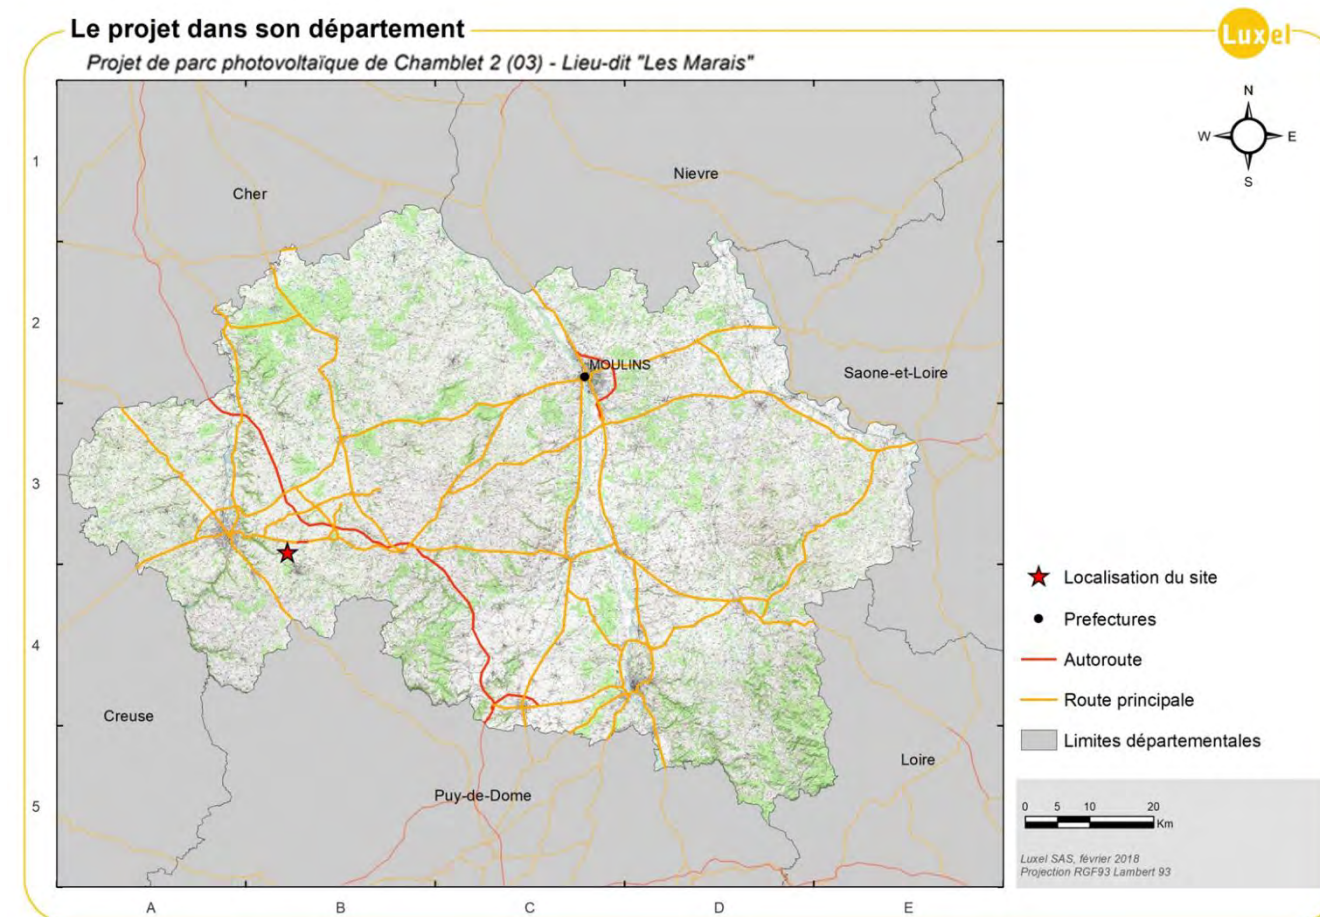 Le projet dans son département
Luxel
Projet de parc photovoltaïque de Chamblet 2 (03) - Lieu-dit "Les Marais"
N
W E
S
1
Cher
Nievre
2
MOULINS
Saone-et-Loire
3
4
Creuse
Loire
5
Puy-de-Dome
A B C D E
Localisation du site
Prefectures
Autoroute
Route principale
Limites départementales
0 5 10 20
Km
Luxel SAS, février 2018
Projection RGF93 Lambert 93